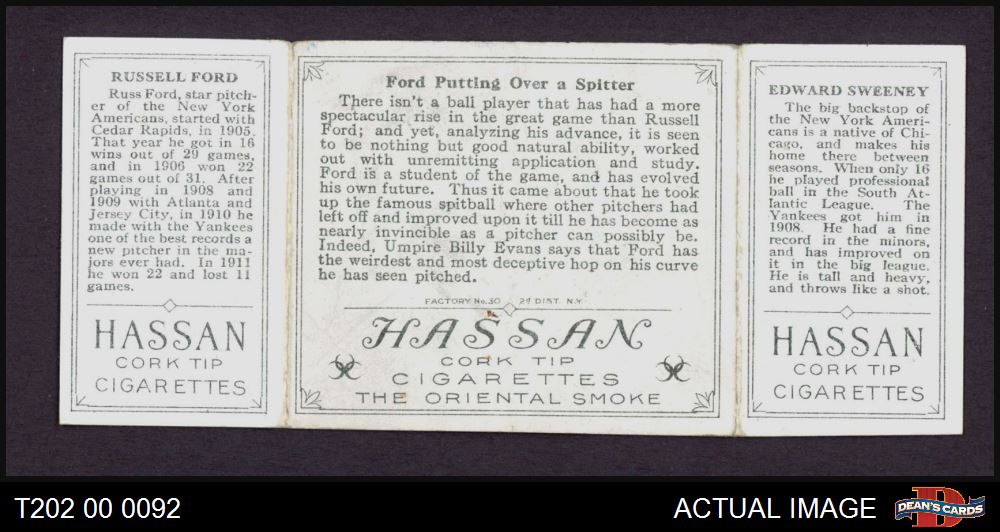 RUSSELL FORD
Russ Ford, star pitch-
er of the New York
Americans, started with
Cedar Rapids, in 1905.
That year he got in 16
wins out of 29 games,
and in 1906 won 22
games out of 31. After
playing in 1908 and
1909 with Atlanta and
Jersey City, in 1910 he
made with the Yankees
one of the best records a
new pitcher in the ma-
jors ever had. In 1911
he won 22 and lost 11
games.
HASSAN
CORK TIP
CIGARETTES
Ford Putting Over a Spitter
There isn't a ball player that has had a more
spectacular rise in the great game than Russell
Ford; and yet, analyzing his advance, it is seen
to be nothing but good natural ability, worked
out with unremitting application and study.
Ford is a student of the game, and has evolved
his own future. Thus it came about that he took
up the famous spitball where other pitchers had
left off and improved upon it till he has become as
nearly invincible as a pitcher can possibly be.
Indeed, Umpire Billy Evans says that Ford has
the weirdest and most deceptive hop on his curve
he has seen pitched.
FACTORY No. 30 2d DIST. N.Y.
HASSAN
CORK TIP
CIGARETTES
THE ORIENTAL SMOKE
EDWARD SWEENEY
The big backstop of
the New York Ameri-
cans is a native of Chi-
cago, and makes his
home there between
seasons. When only 16
he played professional
ball in the South At-
lantic League. The
Yankees got him in
1908. He had a fine
record in the minors,
and has improved on
it in the big league.
He is tall and heavy,
and throws like a shot.
HASSAN
CORK TIP
CIGARETTES
T202 00 0092
ACTUAL IMAGE
D
DEAN'S CARDS